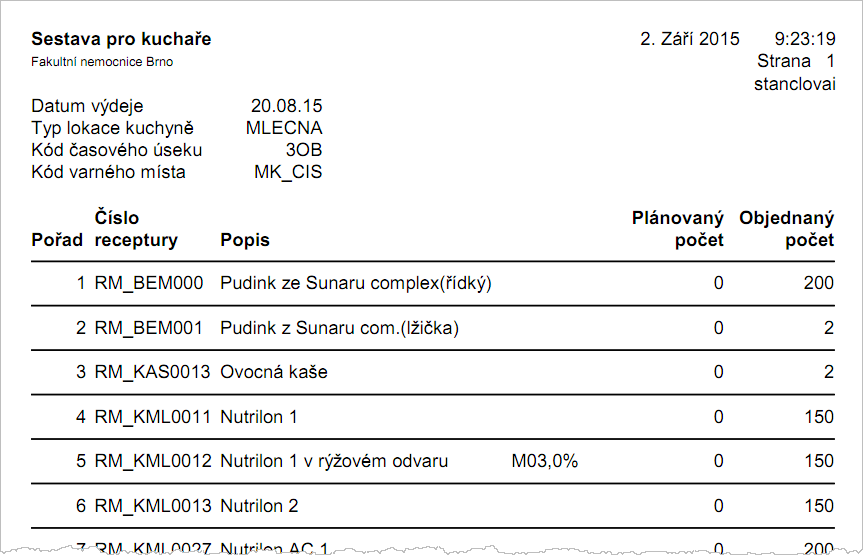 Sestava pro kuchaře 2. Září 2015 9:23:19
Fakultní nemocnice Brno Strana 1
stanclovai
Datum výdeje 20.08.15
Typ lokace kuchyně MLECNA
Kód časového úseku 3OB
Kód varného místa MK_CIS
Číslo Plánovaný Objednaný
Pořad receptury Popis počet počet
1 RM_BEM000 Pudink ze Sunaru complex(řídký) 0 200
2 RM_BEM001 Pudink z Sunaru com.(lžička) 0 2
3 RM_KAS0013 Ovocná kaše 0 2
4 RM_KML0011 Nutrilon 1 0 150
5 RM_KML0012 Nutrilon 1 v rýžovém odvaru M03,0% 0 150
6 RM_KML0013 Nutrilon 2 0 150
7 RM_KML0027 Nutrilon AC 1 0 200